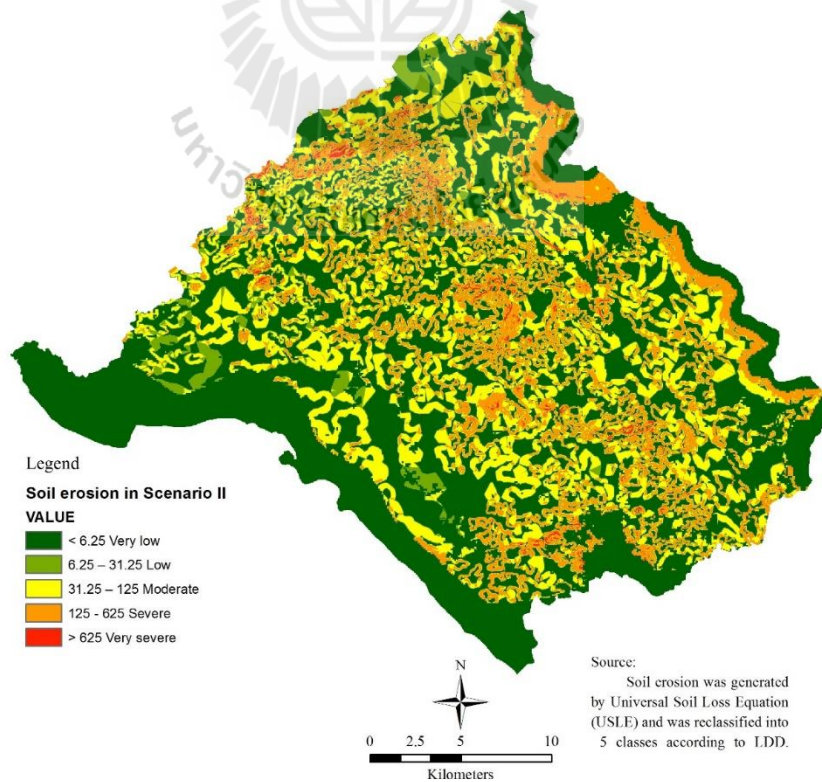 Legend
Soil erosion in Scenario II
VALUE
< 6.25 Very low
6.25 – 31.25 Low
31.25 – 125 Moderate
125 - 625 Severe
> 625 Very severe
N
0 2.5 5 10
Kilometers
Source:
Soil erosion was generated
by Universal Soil Loss Equation
(USLE) and was reclassified into
5 classes according to LDD.